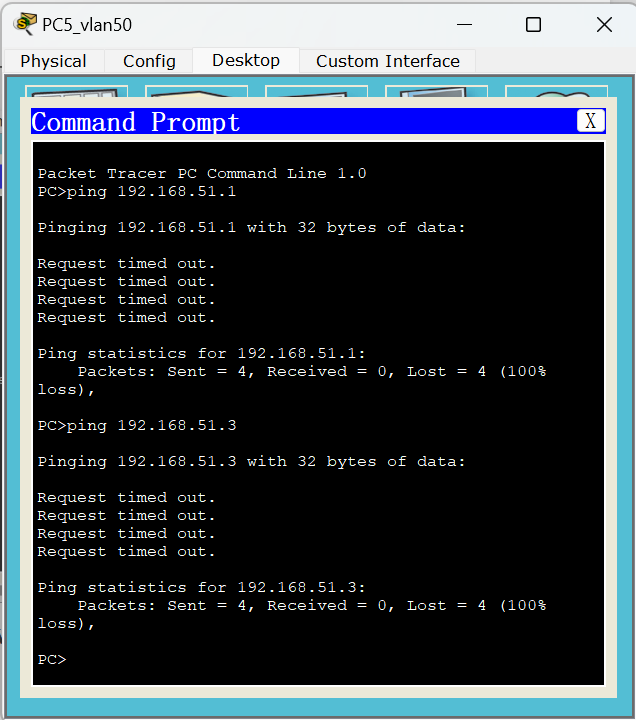 PC5_vlan50
Physical Config Desktop Custom Interface
Command Prompt X
Packet Tracer PC Command Line 1.0
PC>ping 192.168.51.1
Pinging 192.168.51.1 with 32 bytes of data:
Request timed out.
Request timed out.
Request timed out.
Request timed out.
Ping statistics for 192.168.51.1:
Packets: Sent = 4, Received = 0, Lost = 4 (100%
loss),
PC>ping 192.168.51.3
Pinging 192.168.51.3 with 32 bytes of data:
Request timed out.
Request timed out.
Request timed out.
Request timed out.
Ping statistics for 192.168.51.3:
Packets: Sent = 4, Received = 0, Lost = 4 (100%
loss),
PC>